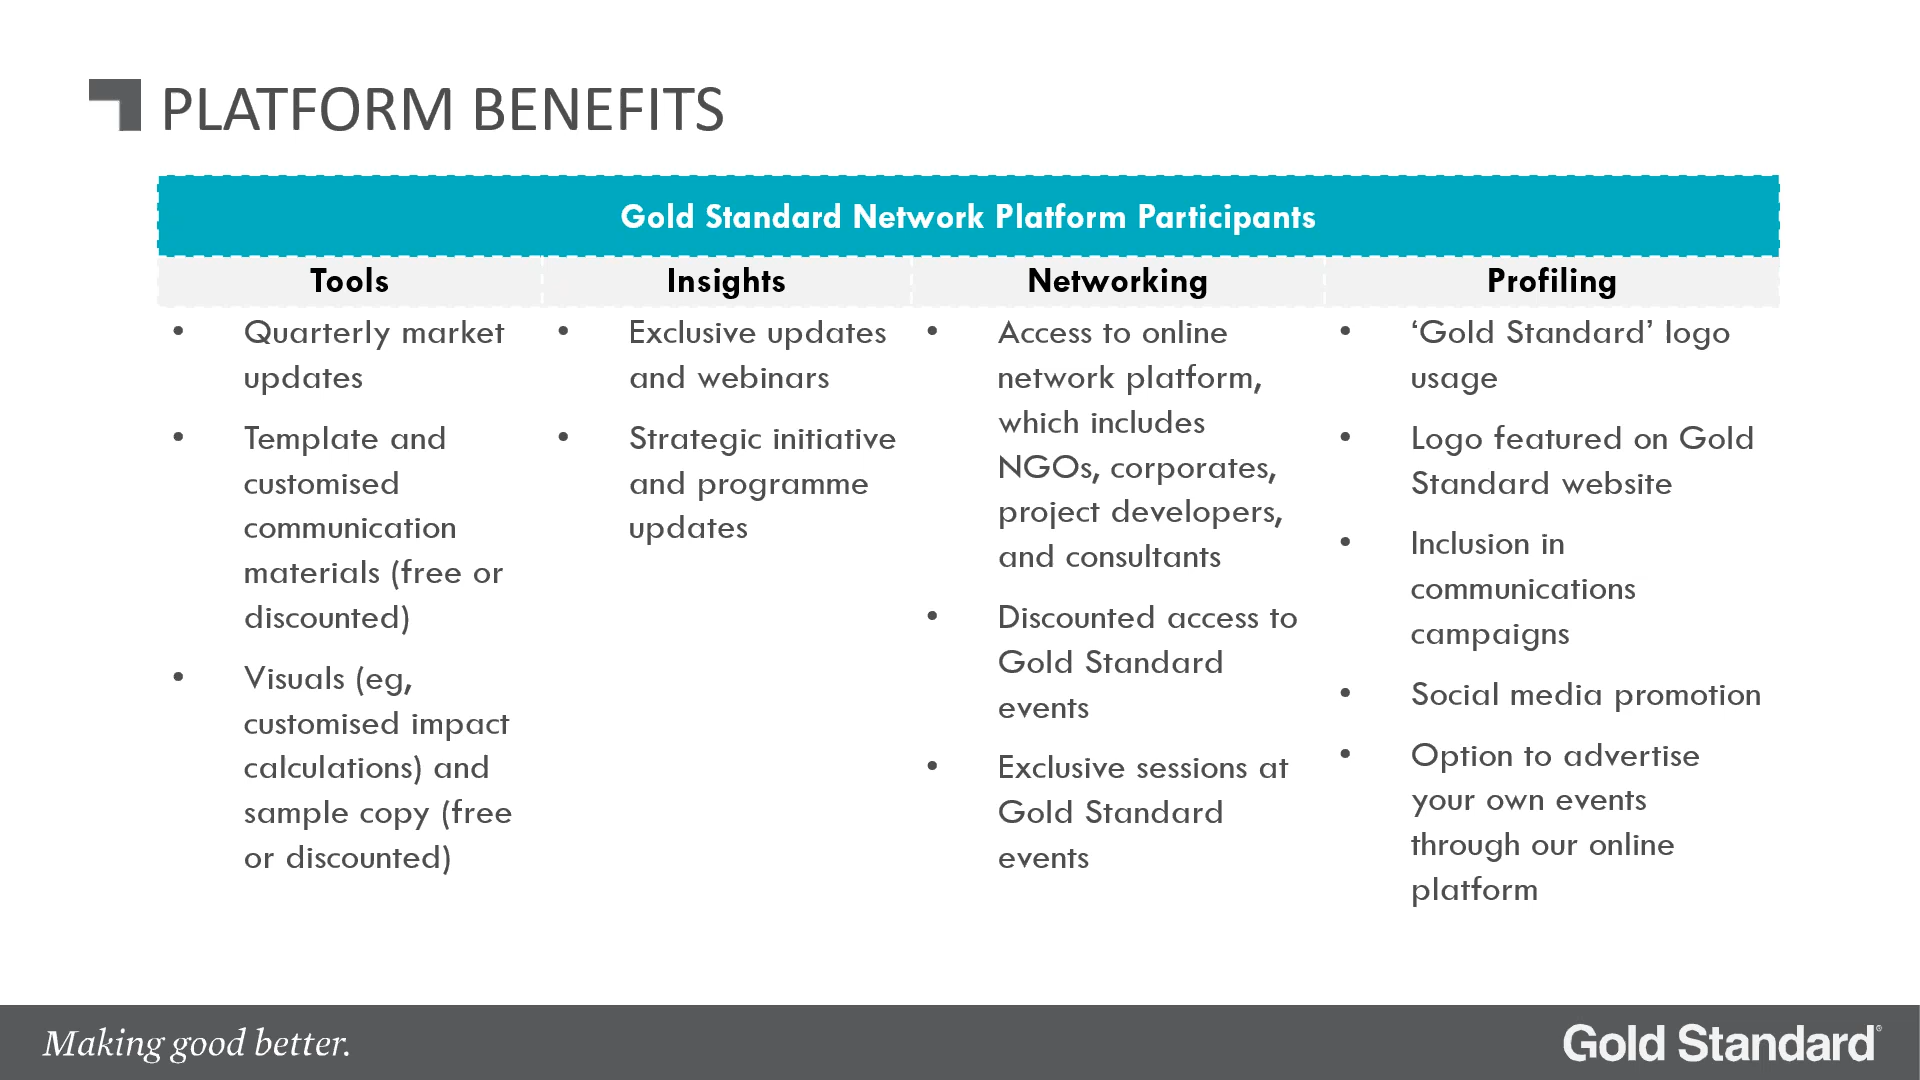 PLATFORM BENEFITS
Gold Standard Network Platform Participants
Tools
Insights
Networking
Profiling
• Quarterly market
updates
• Template and
customised
communication
materials (free or
discounted)
• Visuals (eg,
customised impact
calculations) and
sample copy (free
or discounted)
• Exclusive updates
and webinars
• Strategic initiative
and programme
updates
• Access to online
network platform,
which includes
NGOs, corporates,
project developers,
and consultants
• Discounted access to
Gold Standard
events
• Exclusive sessions at
Gold Standard
events
• ‘Gold Standard’ logo
usage
• Logo featured on Gold
Standard website
• Inclusion in
communications
campaigns
• Social media promotion
• Option to advertise
your own events
through our online
platform
Making good better.
Gold Standard®